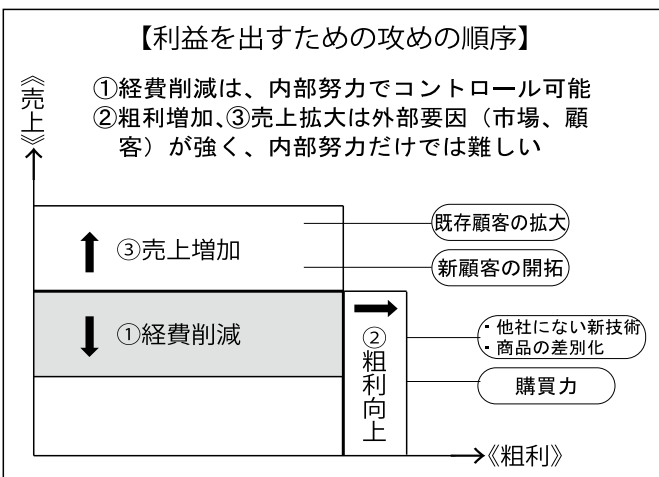 【利益を出すための攻めの順序】
《売上》
①経費削減は、内部努力でコントロール可能
②粗利増加、③売上拡大は外部要因（市場、顧
客）が強く、内部努力だけでは難しい
③売上増加
既存顧客の拡大
新顧客の開拓
①経費削減
②粗利向上
・他社にない新技術
・商品の差別化
購買力
《粗利》